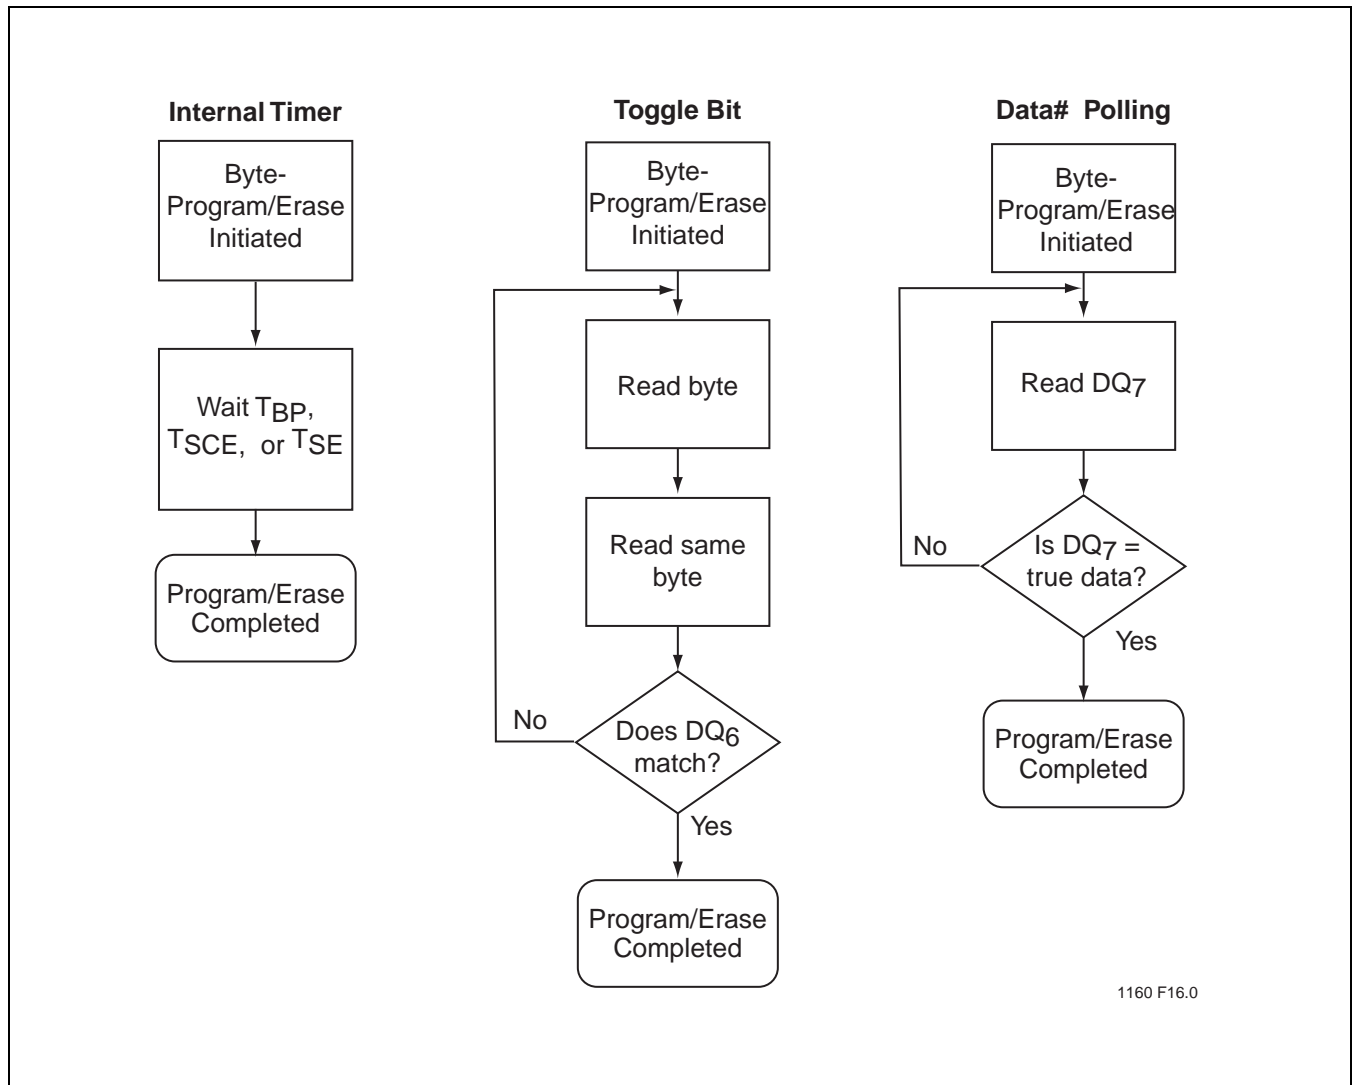 Internal Timer
Byte-
Program/Erase
Initiated
Wait TBP,
TSCE, or TSE
Program/Erase
Completed
Toggle Bit
Byte-
Program/Erase
Initiated
Read byte
Read same
byte
Does DQ6
match?
No
Yes
Program/Erase
Completed
Data# Polling
Byte-
Program/Erase
Initiated
Read DQ7
Is DQ7 =
true data?
No
Yes
Program/Erase
Completed
1160 F16.0